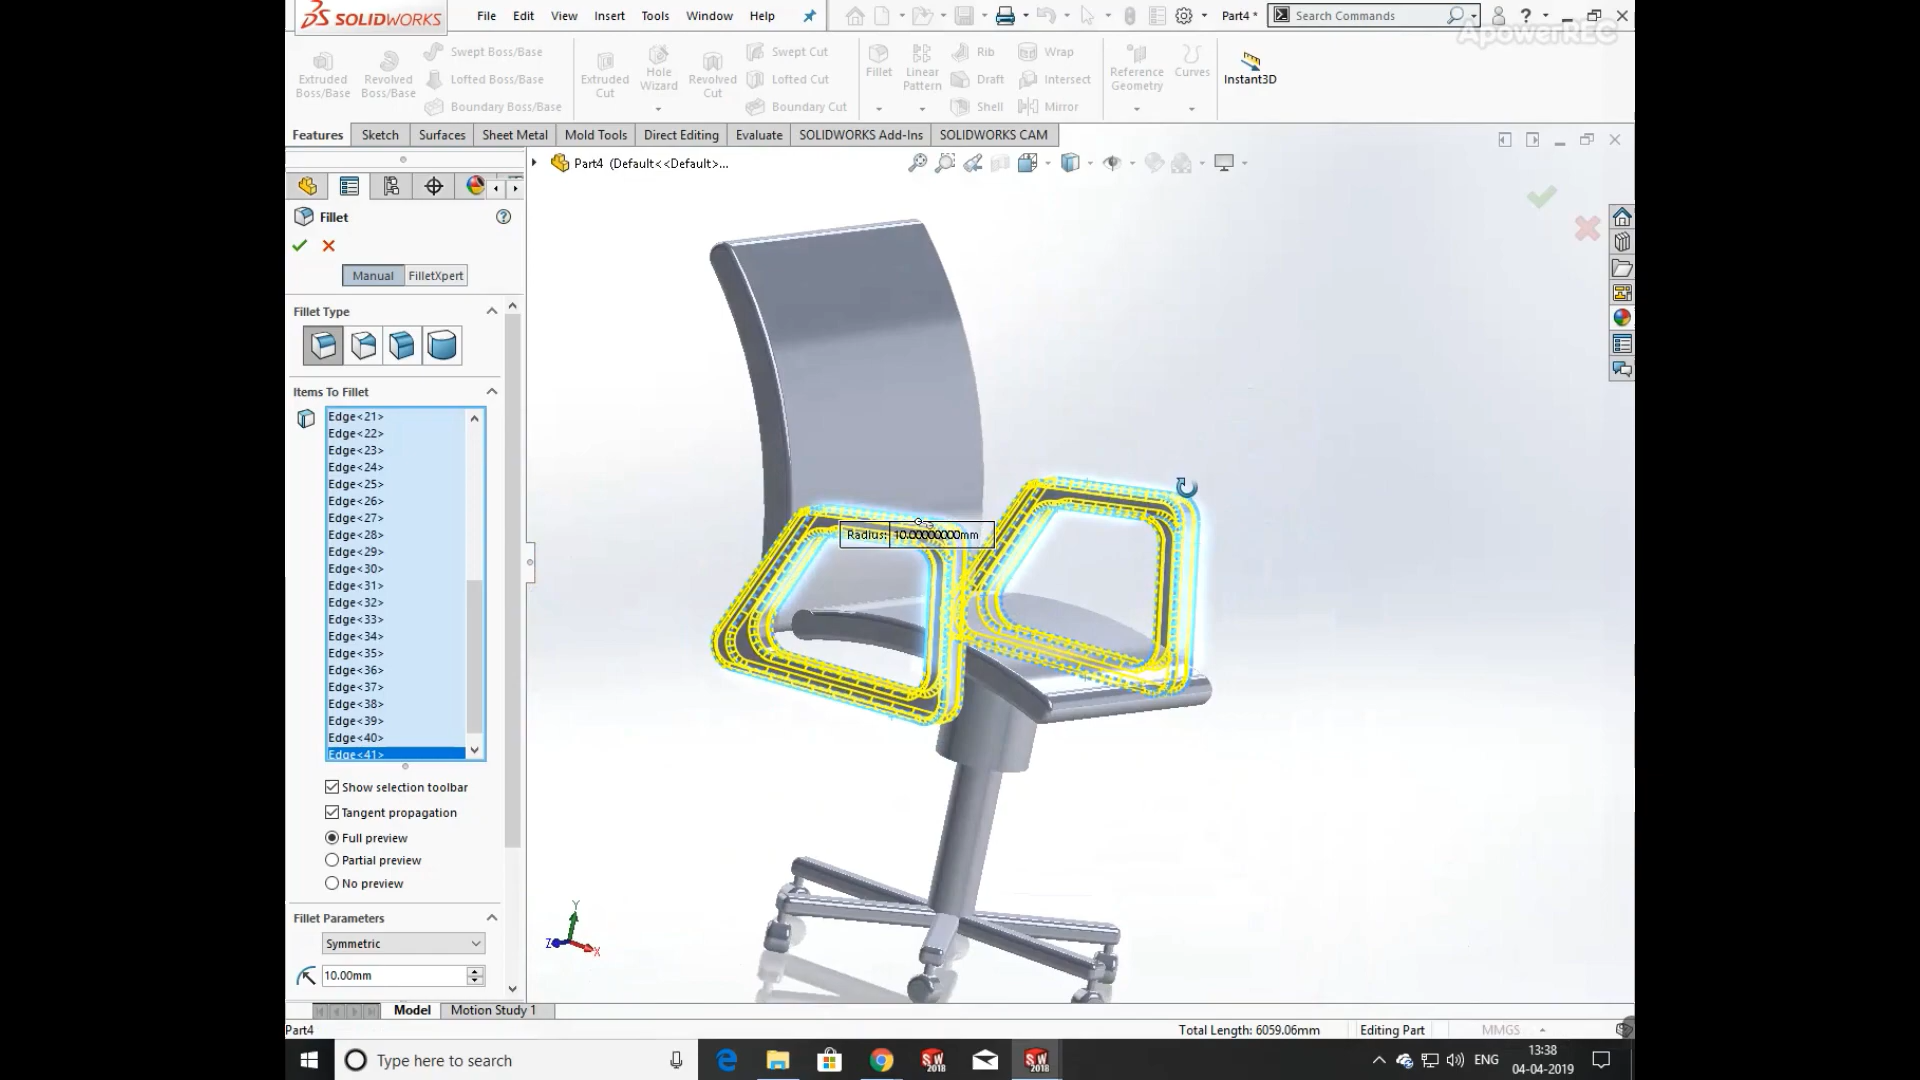 SOLIDWORKS File Edit View Insert Tools Window Help Part4 * Search Commands ?
ApowerREC
Extruded Boss/Base
Revolved Boss/Base
Swept Boss/Base
Lofted Boss/Base
Boundary Boss/Base
Extruded Cut
Hole Wizard
Revolved Cut
Swept Cut
Lofted Cut
Boundary Cut
Fillet
Linear Pattern
Rib
Draft
Shell
Wrap
Intersect
Mirror
Reference Geometry
Curves
Instant3D
Features Sketch Surfaces Sheet Metal Mold Tools Direct Editing Evaluate SOLIDWORKS Add-Ins SOLIDWORKS CAM
Part4 (Default<<Default>...
Fillet ?
Manual FilletXpert
Fillet Type
Items To Fillet
Edge<21>
Edge<22>
Edge<23>
Edge<24>
Edge<25>
Edge<26>
Edge<27>
Edge<28>
Edge<29>
Edge<30>
Edge<31>
Edge<32>
Edge<33>
Edge<34>
Edge<35>
Edge<36>
Edge<37>
Edge<38>
Edge<39>
Edge<40>
Edge<41>
Show selection toolbar
Tangent propagation
Full preview
Partial preview
No preview
Fillet Parameters
Symmetric
10.00mm
Radius: 10.00000000mm
Y
Z X
Model Motion Study 1
Part4 Total Length: 6059.06mm Editing Part MMGS
Type here to search
SW 2018
SW 2018
ENG
13:38
04-04-2019